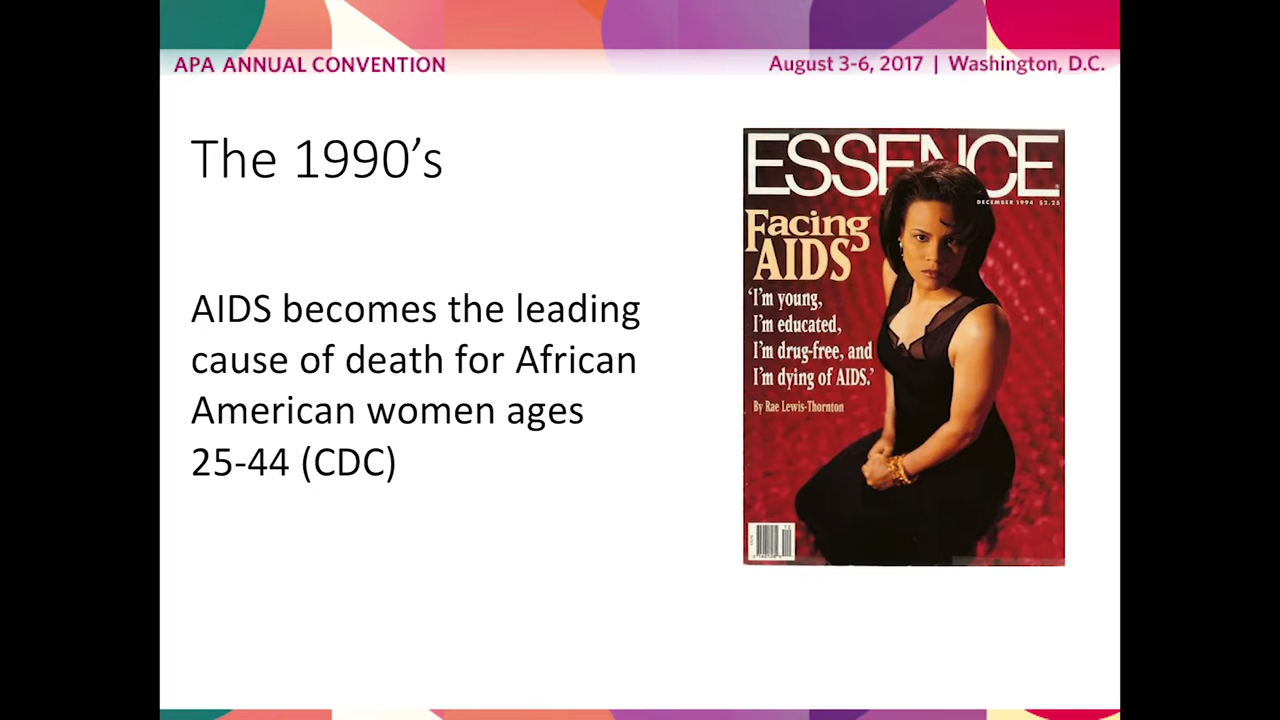 APA ANNUAL CONVENTION
August 3-6, 2017 | Washington, D.C.
The 1990’s
AIDS becomes the leading
cause of death for African
American women ages
25-44 (CDC)
ESSENCE
DECEMBER 1994 $2.25
Facing
AIDS
‘I’m young,
I’m educated,
I’m drug-free, and
I’m dying of AIDS.’
By Rae Lewis-Thornton